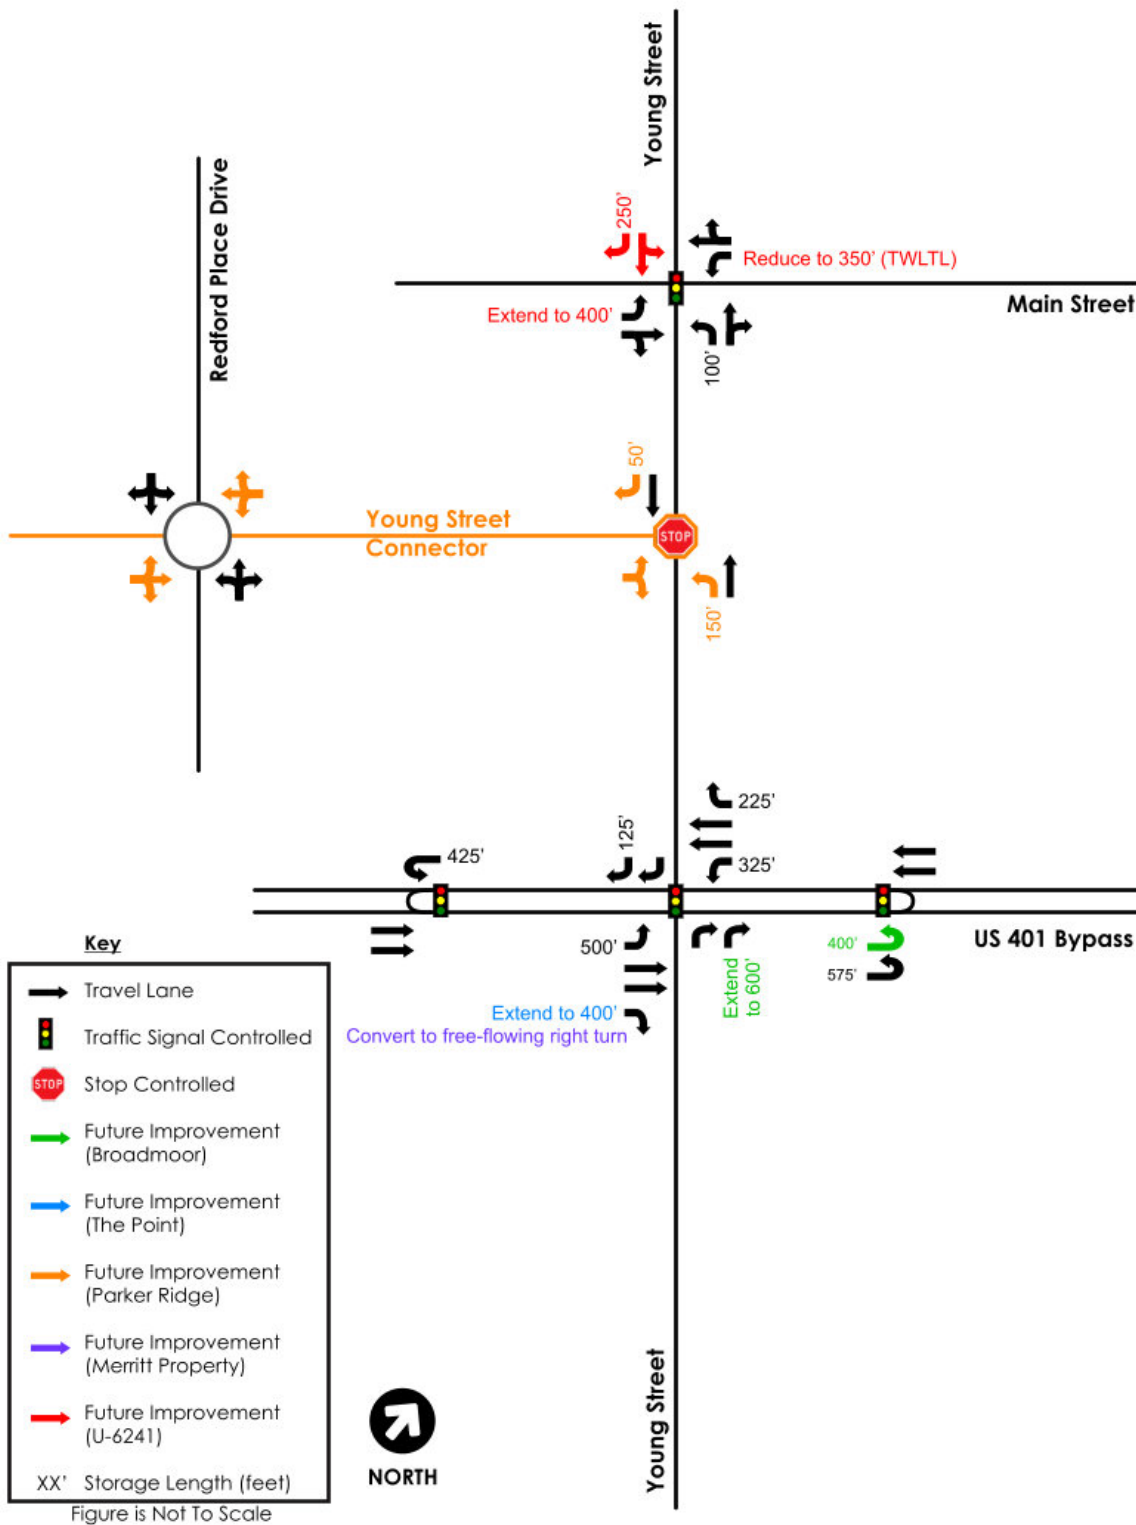 Young Street
Redford Place Drive
250'
Reduce to 350' (TWLTL)
Main Street
Extend to 400'
100'
50'
Young Street
Connector
STOP
150'
225'
125'
425'
325'
500'
US 401 Bypass
400'
575'
Extend
to 600'
Extend to 400'
Convert to free-flowing right turn
Key
Travel Lane
Traffic Signal Controlled
STOP
Stop Controlled
Future Improvement
(Broadmoor)
Future Improvement
(The Point)
Future Improvement
(Parker Ridge)
Future Improvement
(Merritt Property)
Future Improvement
(U-6241)
XX' Storage Length (feet)
Figure is Not To Scale
NORTH
Young Street